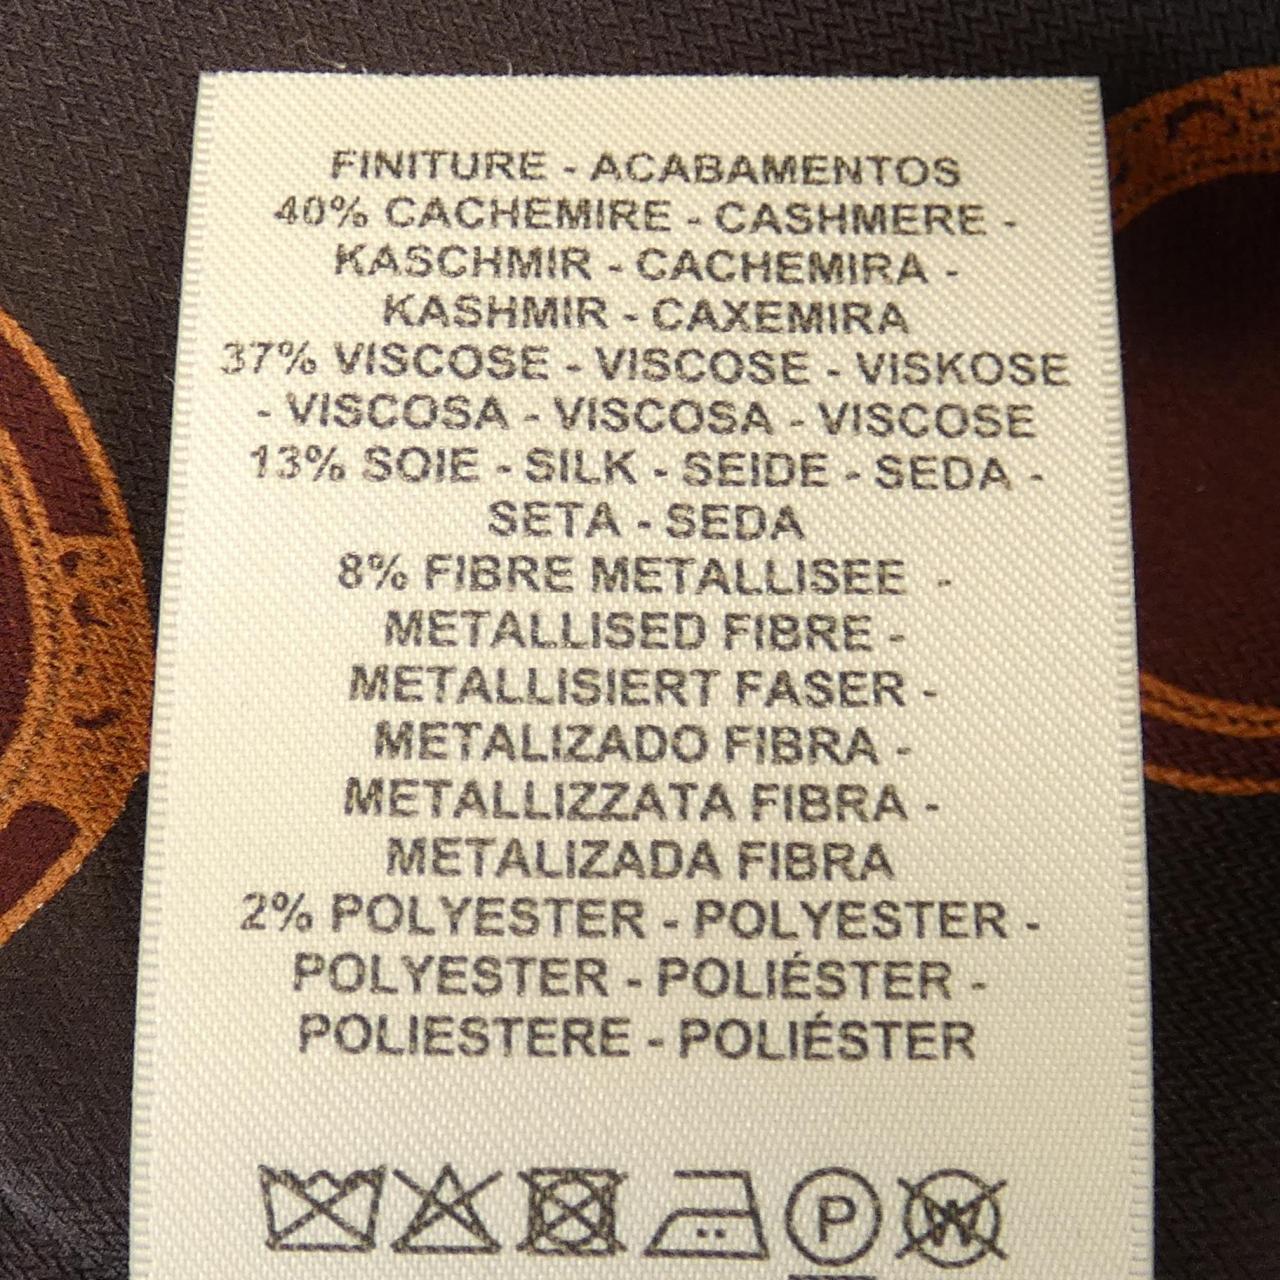 FINITURE - ACABAMENTOS
40% CACHEMIRE - CASHMERE -
KASCHMIR - CACHEMIRA -
KASHMIR - CAXEMIRA
37% VISCOSE - VISCOSE - VISKOSE
- VISCOSA - VISCOSA - VISCOSE
13% SOIE - SILK - SEIDE - SEDA -
SETA - SEDA
8% FIBRE METALLISEE -
METALLISED FIBRE -
METALLISIERT FASER -
METALIZADO FIBRA -
METALLIZZATA FIBRA -
METALIZADA FIBRA
2% POLYESTER - POLYESTER -
POLYESTER - POLIÉSTER -
POLIESTERE - POLIÉSTER
P W